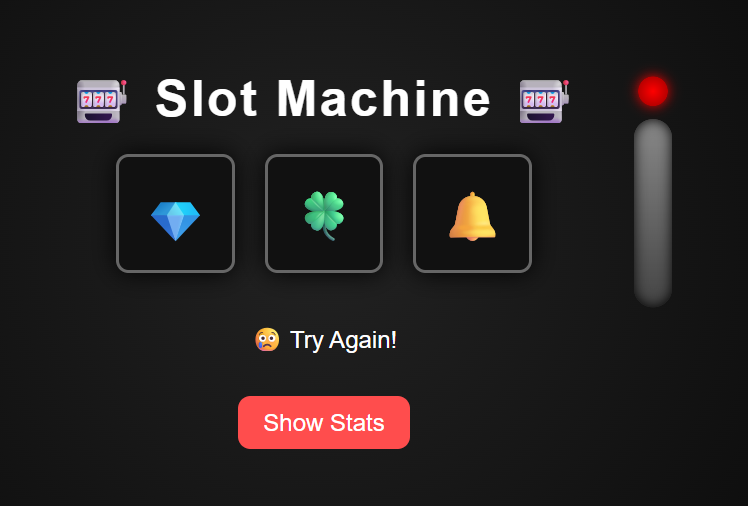 🎰 Slot Machine 🎰
😢 Try Again!
Show Stats